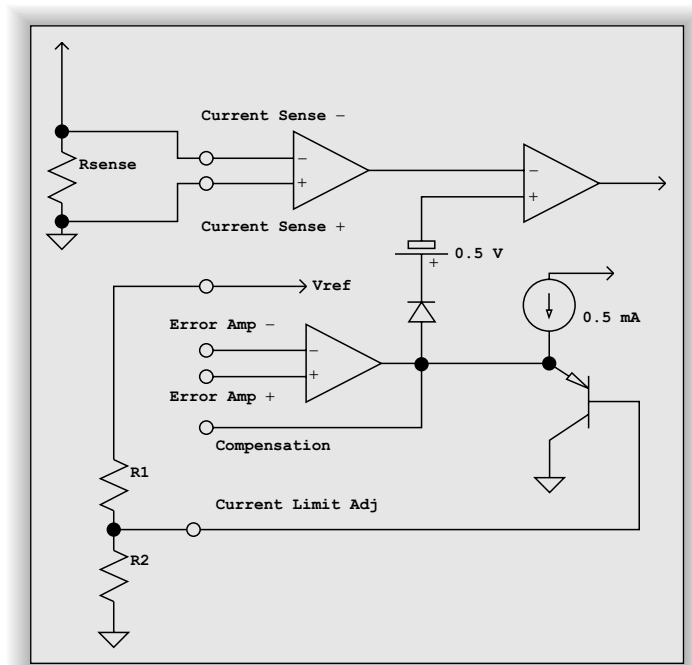 Current Sense −
Rsense
−
+
−
+
Current Sense +
+
0.5 V
Vref
0.5 mA
Error Amp −
−
+
Error Amp +
Compensation
R1
Current Limit Adj
R2